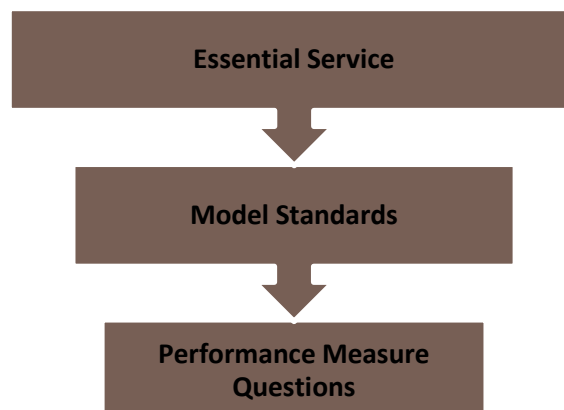 Essential Service
Model Standards
Performance Measure
Questions